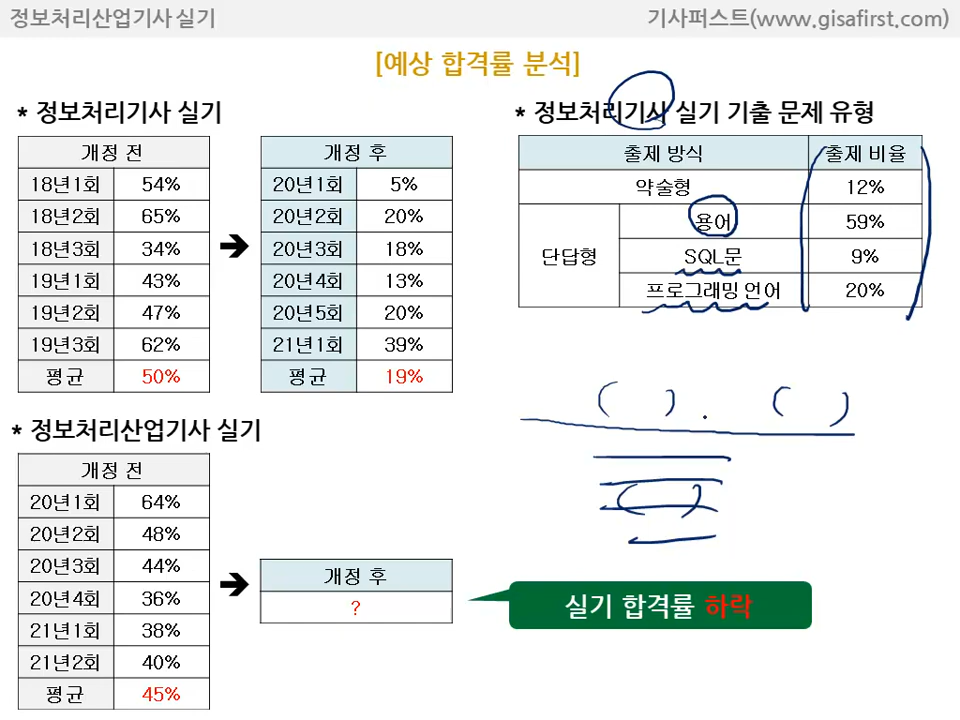 정보처리산업기사 실기
기사퍼스트(www.gisafirst.com)
[예상 합격률 분석]
* 정보처리기사 실기
개정 전
18년1회 54%
18년2회 65%
18년3회 34%
19년1회 43%
19년2회 47%
19년3회 62%
평균 50%
개정 후
20년1회 5%
20년2회 20%
20년3회 18%
20년4회 13%
20년5회 20%
21년1회 39%
평균 19%
* 정보처리기사 실기 기출 문제 유형
출제 방식 출제 비율
약술형 12%
단답형
용어 59%
SQL문 9%
프로그래밍 언어 20%
* 정보처리산업기사 실기
개정 전
20년1회 64%
20년2회 48%
20년3회 44%
20년4회 36%
21년1회 38%
21년2회 40%
평균 45%
개정 후
?
실기 합격률 하락
( ) . ( )
( )